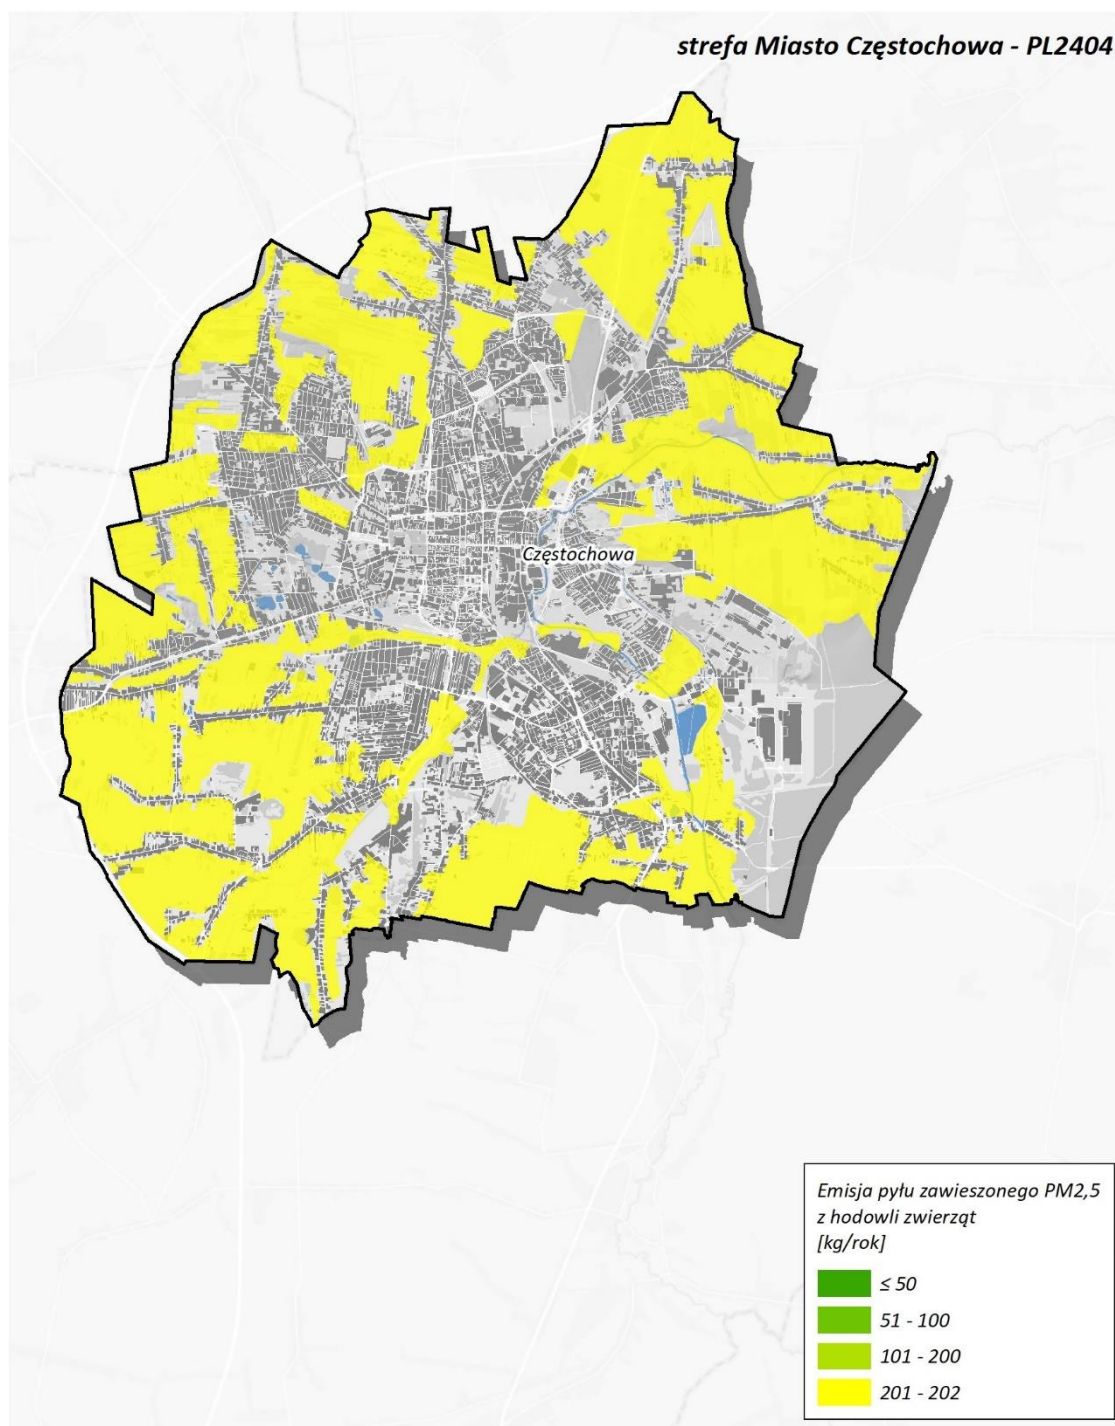 strefa Miasto Częstochowa - PL2404
Częstochowa
Emisja pyłu zawieszonego PM2,5
z hodowli zwierząt
[kg/rok]
≤ 50
51 - 100
101 - 200
201 - 202